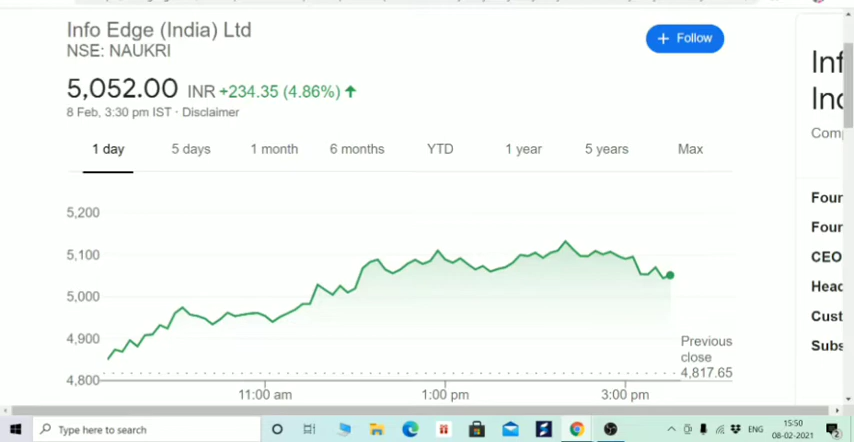 Info Edge (India) Ltd
NSE: NAUKRI
+ Follow
5,052.00 INR +234.35 (4.86%) ↑
8 Feb, 3:30 pm IST · Disclaimer
1 day 5 days 1 month 6 months YTD 1 year 5 years Max
5,200
5,100
5,000
4,900
4,800
Previous
close
4,817.65
11:00 am 1:00 pm 3:00 pm
Inf
Inc
Comp
Foun
Foun
CEO
Head
Cust
Subs
Type here to search
ENG
15:50
08-02-2021
2